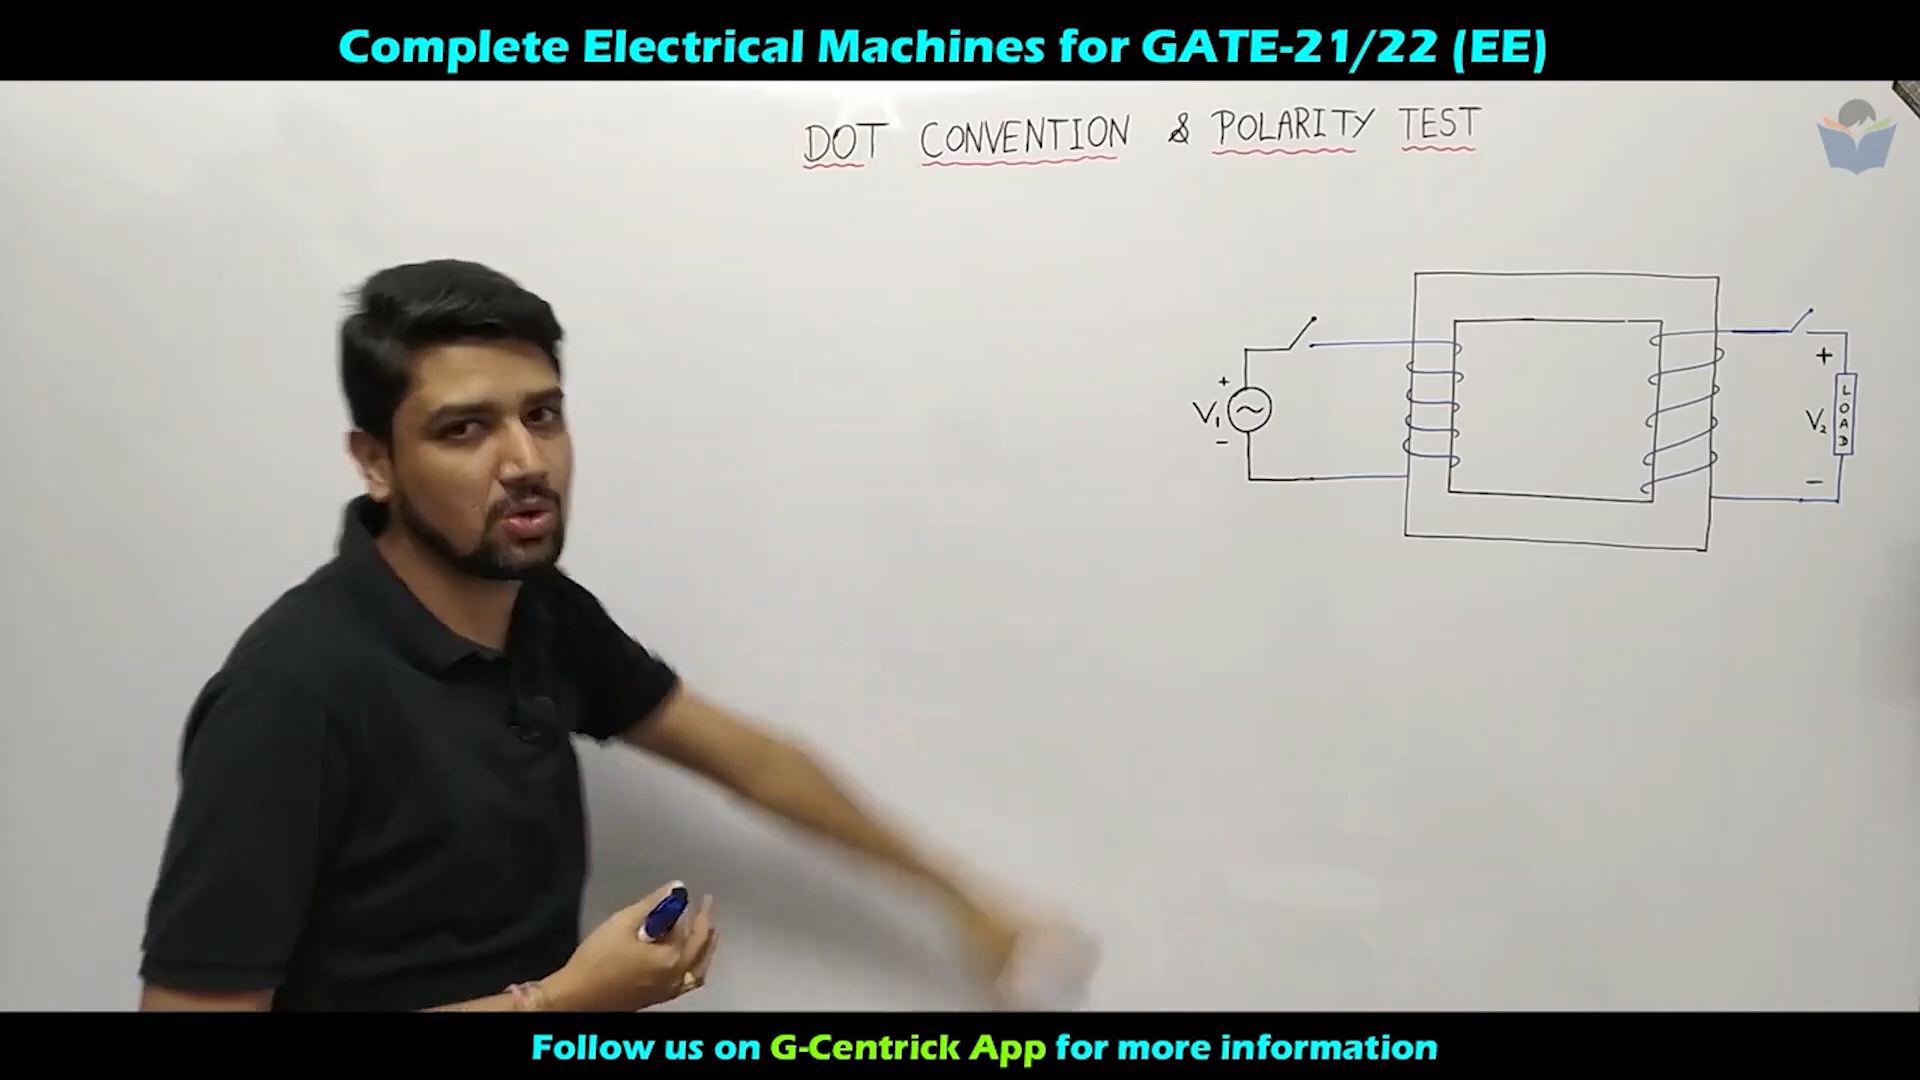 Complete Electrical Machines for GATE-21/22 (EE)
DOT CONVENTION & POLARITY TEST
+
V₁
-
+
V₂
LOAD
-
Follow us on G-Centrick App for more information